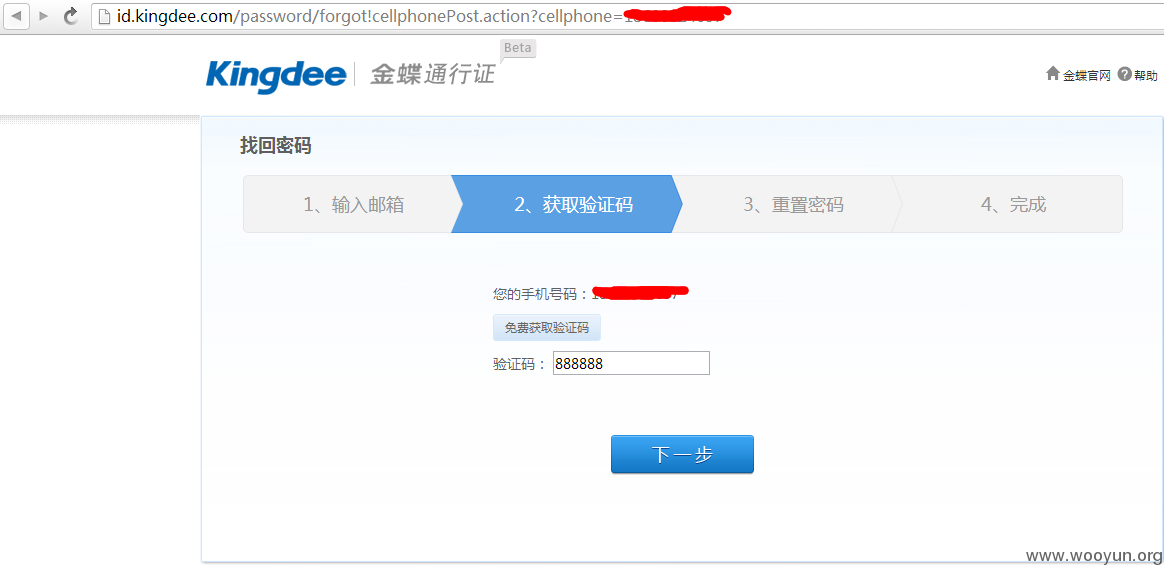 id.kingdee.com/password/forgot!cellphonePost.action?cellphone=
Beta
Kingdee 金蝶通行证
金蝶官网 帮助
找回密码
1、输入邮箱 2、获取验证码 3、重置密码 4、完成
您的手机号码：
免费获取验证码
验证码： 888888
下一步
www.wooyun.org